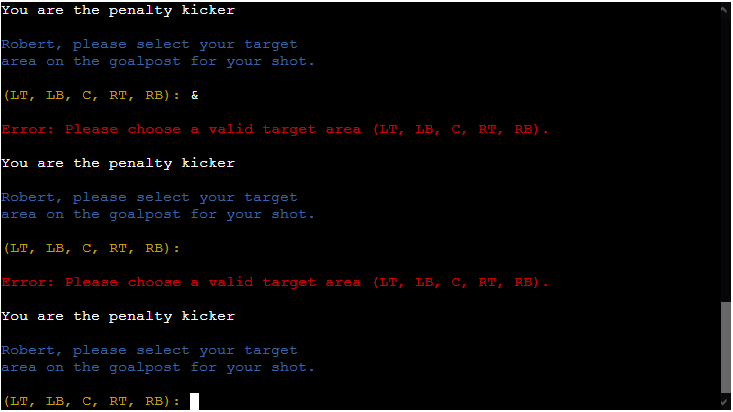 You are the penalty kicker
Robert, please select your target
area on the goalpost for your shot.
(LT, LB, C, RT, RB): &
Error: Please choose a valid target area (LT, LB, C, RT, RB).
You are the penalty kicker
Robert, please select your target
area on the goalpost for your shot.
(LT, LB, C, RT, RB):
Error: Please choose a valid target area (LT, LB, C, RT, RB).
You are the penalty kicker
Robert, please select your target
area on the goalpost for your shot.
(LT, LB, C, RT, RB):